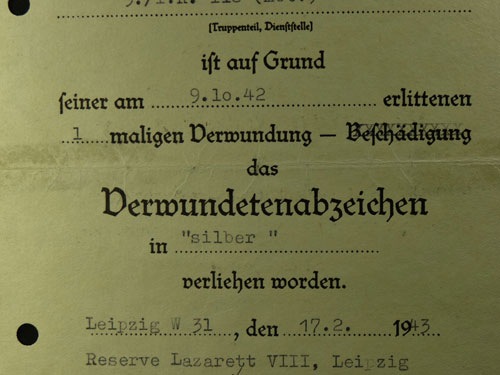 [Truppenteil, Dienststelle]
ist auf Grund
seiner am 9.10.42 erlittenen
1 maligen Verwundung – Beschädigung
das
Verwundetenabzeichen
in "silber "
verliehen worden.
Leipzig W 31, den 17.2. 1943
Reserve Lazarett VIII, Leipzig